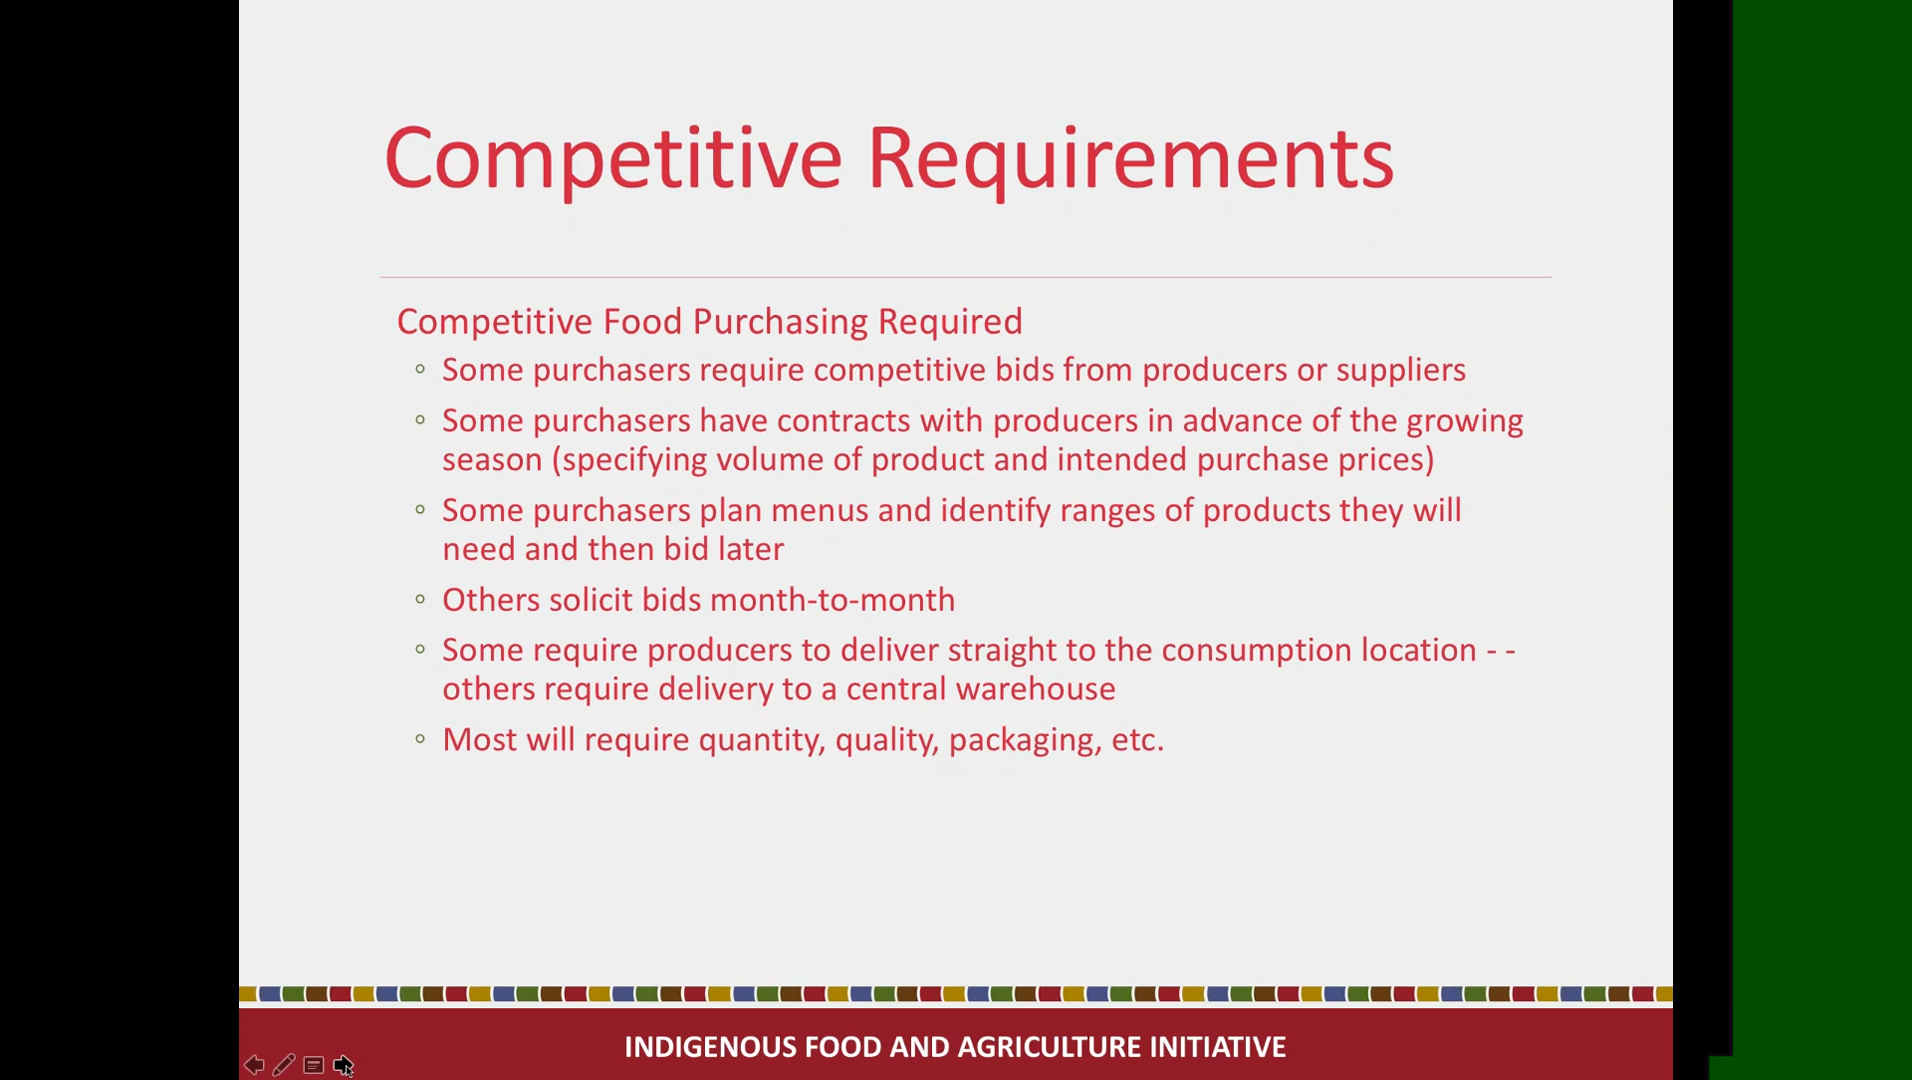 Competitive Requirements
Competitive Food Purchasing Required
◦ Some purchasers require competitive bids from producers or suppliers
◦ Some purchasers have contracts with producers in advance of the growing
season (specifying volume of product and intended purchase prices)
◦ Some purchasers plan menus and identify ranges of products they will
need and then bid later
◦ Others solicit bids month-to-month
◦ Some require producers to deliver straight to the consumption location - -
others require delivery to a central warehouse
◦ Most will require quantity, quality, packaging, etc.
INDIGENOUS FOOD AND AGRICULTURE INITIATIVE